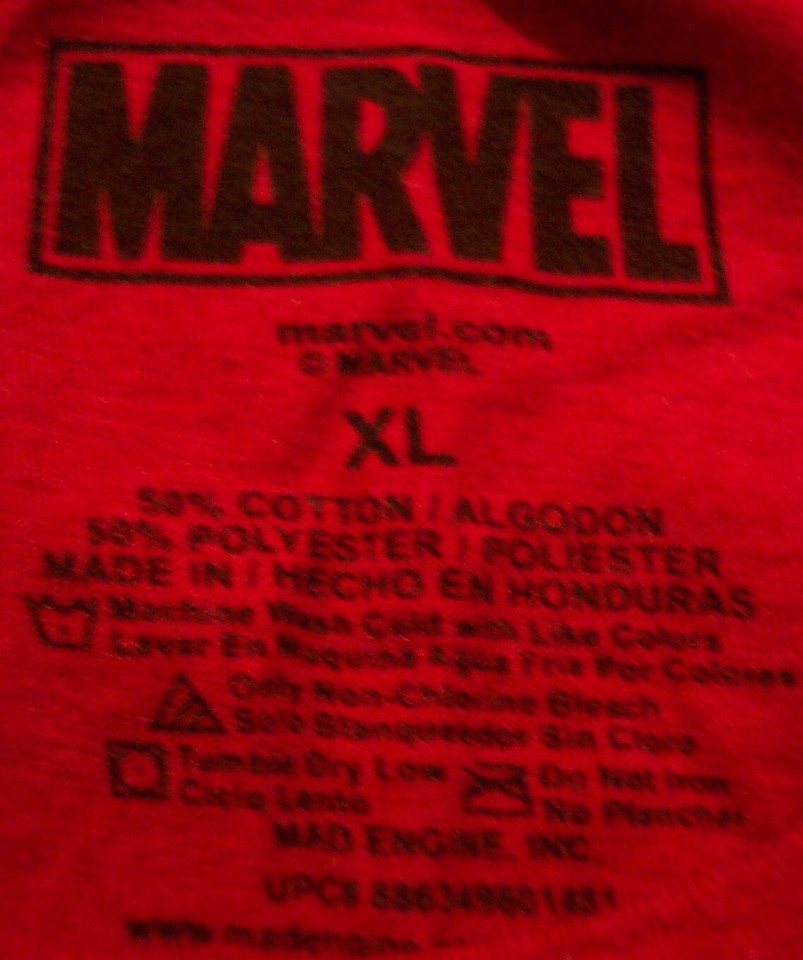 MARVEL
marvel.com
© MARVEL
XL
50% COTTON / ALGODON
50% POLYESTER / POLIESTER
MADE IN / HECHO EN HONDURAS
Machine Wash Cold with Like Colors
Lavar En Maquina Agua Fria Por Colores
Only Non-Chlorine Bleach
Solo Blanqueador Sin Cloro
Tumble Dry Low
Ciclo Lento
Do Not Iron
No Planchar
MAD ENGINE, INC.
UPC#